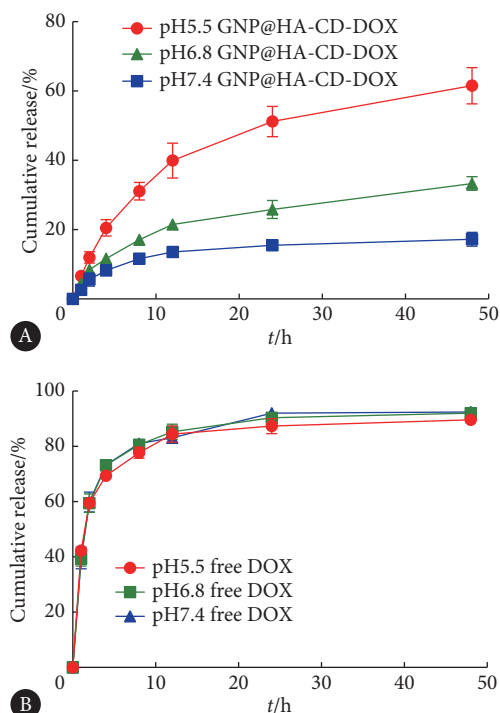 80
pH5.5 GNP@HA-CD-DOX
pH6.8 GNP@HA-CD-DOX
pH7.4 GNP@HA-CD-DOX
60
40
20
Cumulative release/%
0 10 20 30 40 50
t/h
A
100
80
60
40
20
Cumulative release/%
pH5.5 free DOX
pH6.8 free DOX
pH7.4 free DOX
0 10 20 30 40 50
t/h
B